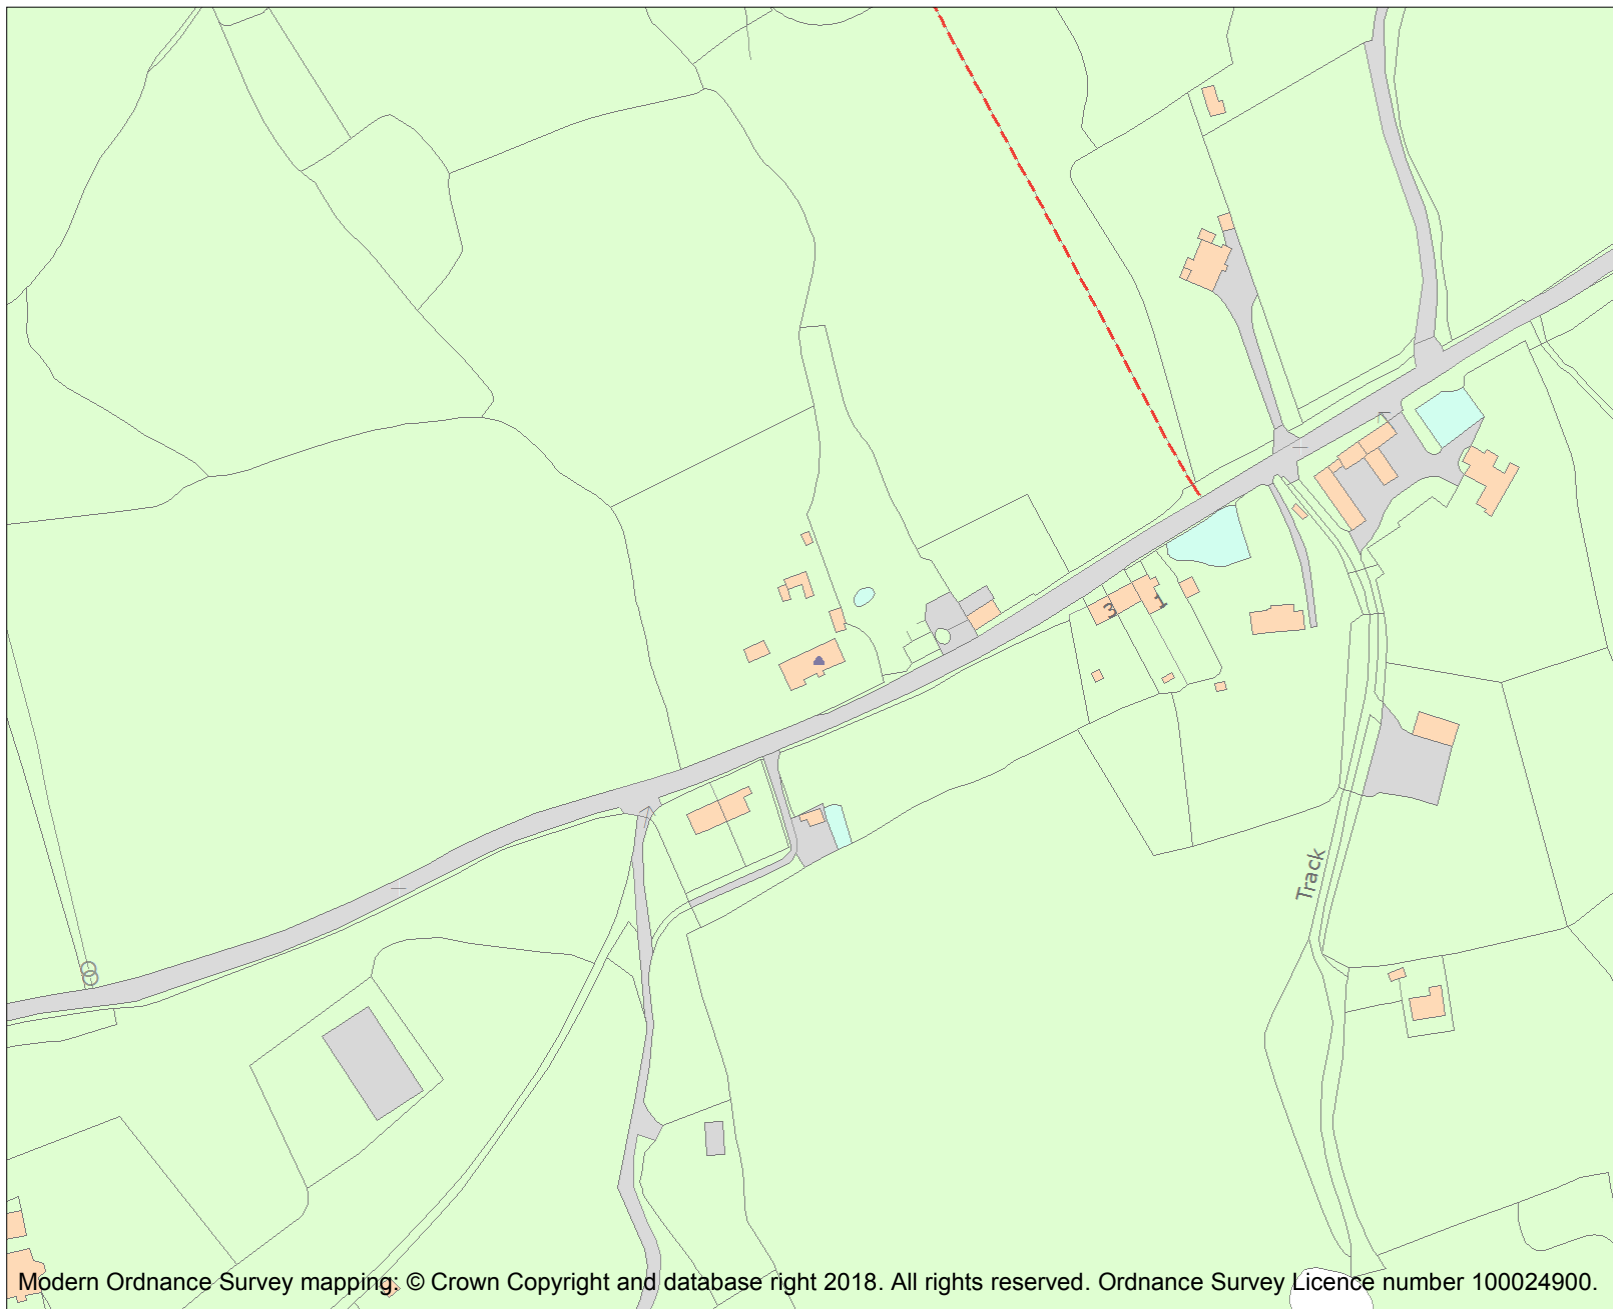 3
1
Track
Modern Ordnance Survey mapping: © Crown Copyright and database right 2018. All rights reserved. Ordnance Survey Licence number 100024900.